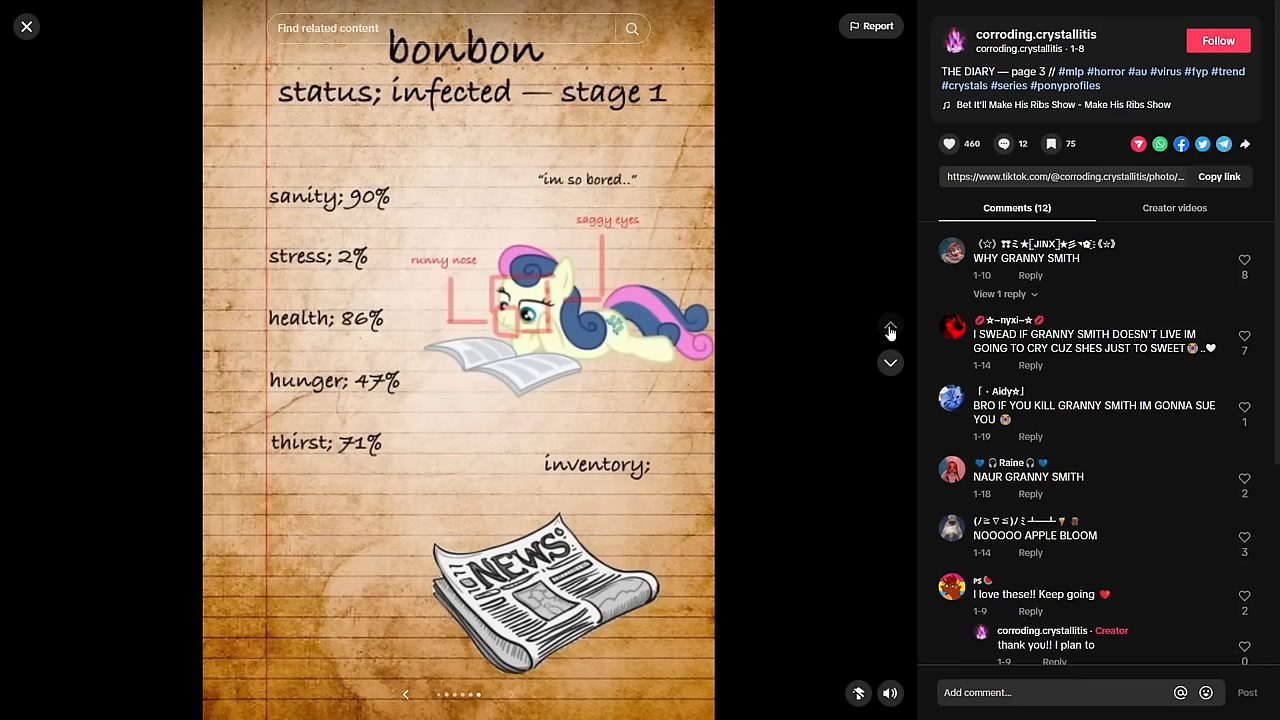 Find related content
Report
bonbon
status; infected — stage 1
"im so bored.."
sanity; 90%
saggy eyes
stress; 2%
runny nose
health; 86%
hunger; 47%
thirst; 71%
inventory;
NEWS
corroding.crystallitis
corroding.crystallitis · 1-8
Follow
THE DIARY — page 3 // #mlp #horror #au #virus #fyp #trend
#crystals #series #ponyprofiles
♫ Bet It'll Make His Ribs Show - Make His Ribs Show
460
12
75
https://www.tiktok.com/@corroding.crystallitis/photo/...
Copy link
Comments (12)
Creator videos
JINX
WHY GRANNY SMITH
8
1-10 Reply
View 1 reply
💋☆~nyxi~☆💋
I SWEAD IF GRANNY SMITH DOESN'T LIVE IM
GOING TO CRY CUZ SHES JUST TO SWEET😭..🤍
7
1-14 Reply
「・Aidy☆」
BRO IF YOU KILL GRANNY SMITH IM GONNA SUE
YOU 😭
1
1-19 Reply
💙🎧Raine🎧💙
NAUR GRANNY SMITH
2
1-18 Reply
NOOOOO APPLE BLOOM
3
1-14 Reply
ᴘs🍉
I love these!! Keep going ♥
2
1-9 Reply
corroding.crystallitis · Creator
thank you!! I plan to
0
1-9 Reply
Add comment...
Post